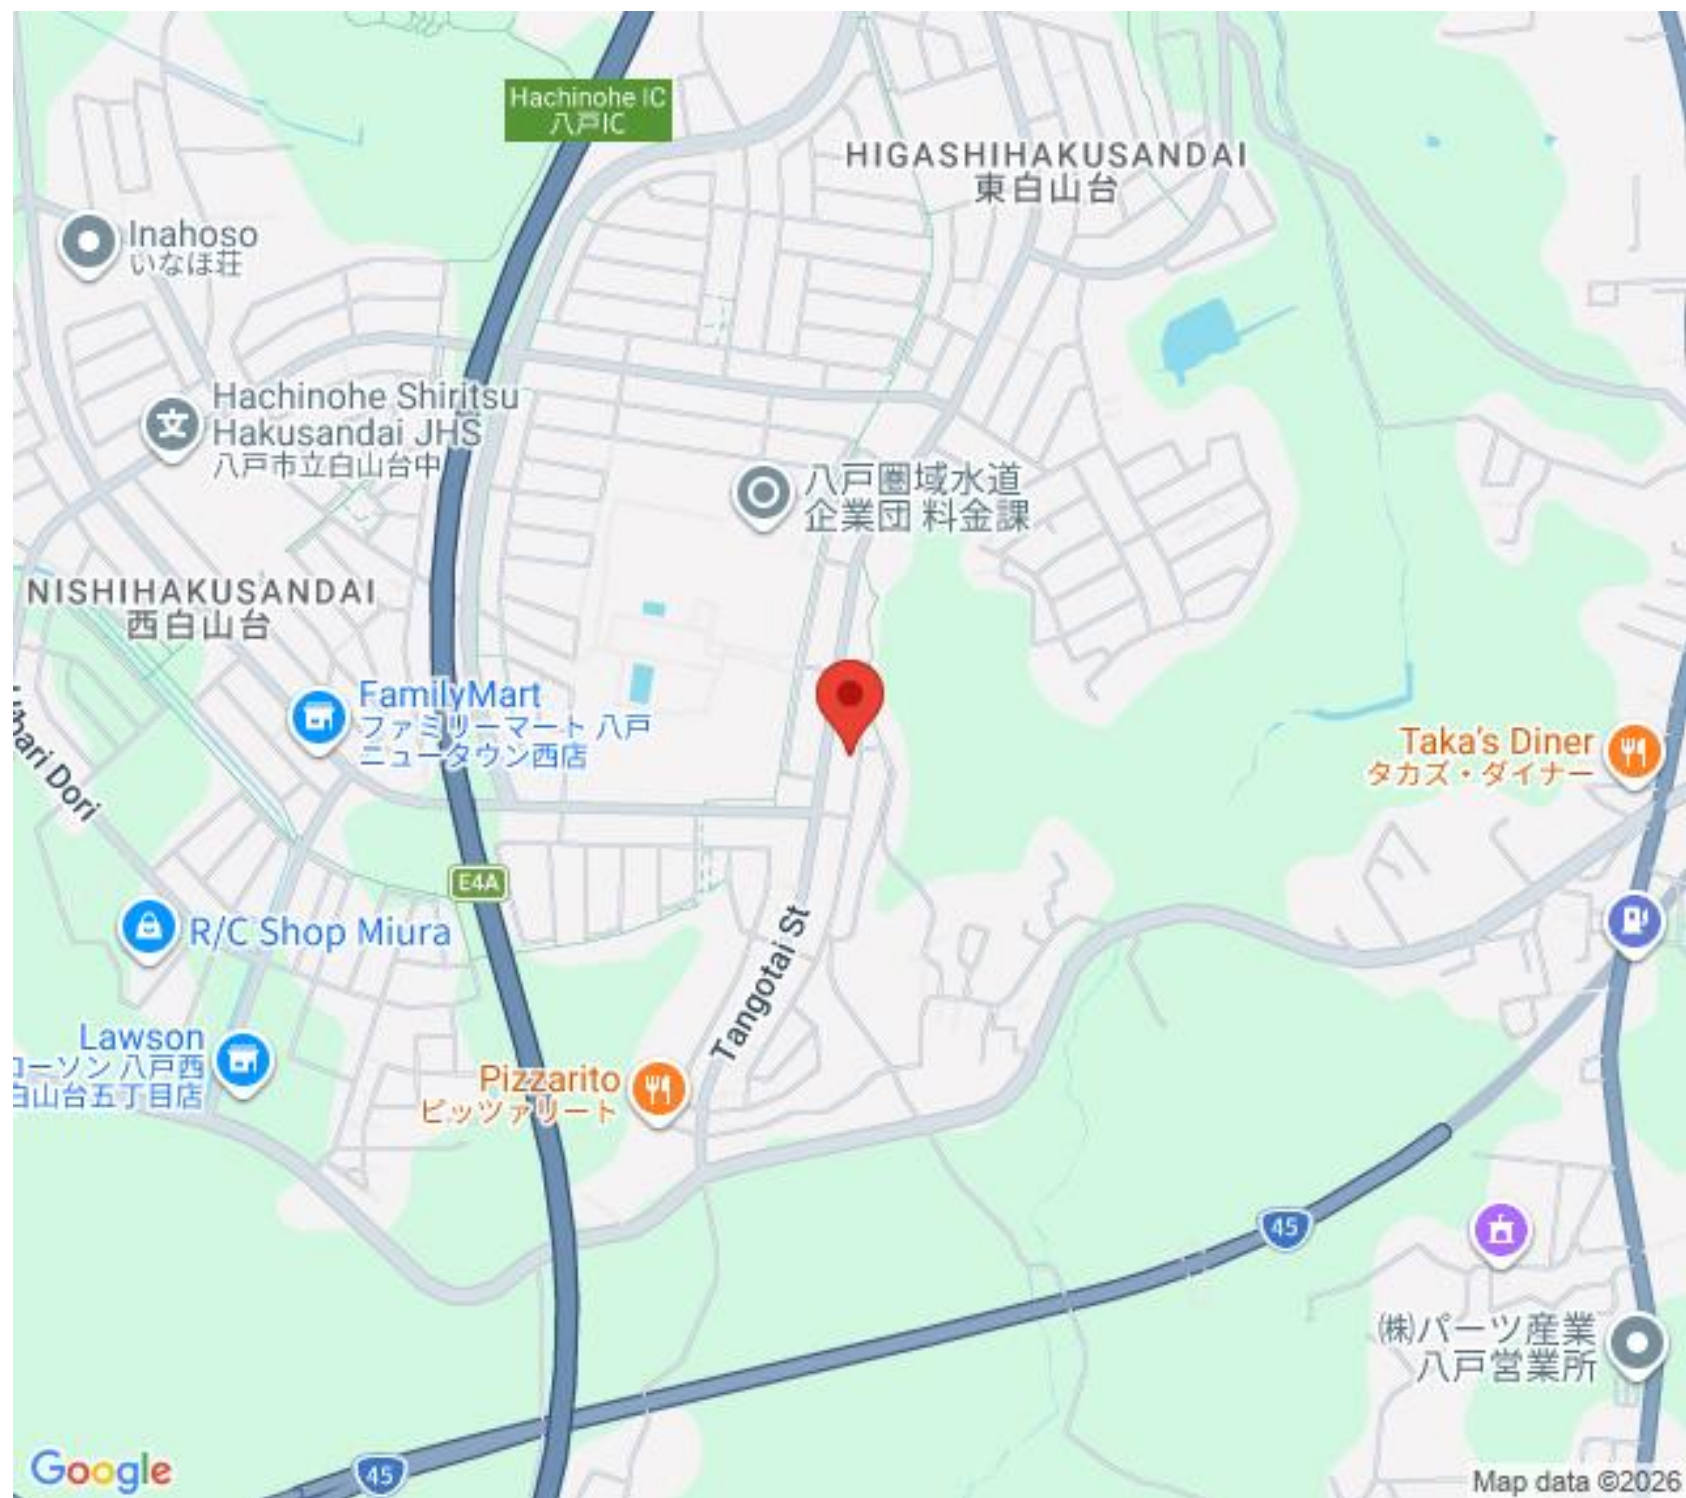 Hachinohe IC
八戸IC
HIGASHIHAKUSANDAI
東白山台
Inahoso
いなほ荘
Hachinohe Shiritsu
Hakusandai JHS
八戸市立白山台中
文
八戸圏域水道
企業団 料金課
NISHIHAKUSANDAI
西白山台
FamilyMart
ファミリーマート 八戸
ニュータウン西店
Taka's Diner
タカズ・ダイナー
Dori
E4A
R/C Shop Miura
Tangotai St
Lawson
ローソン 八戸西
白山台五丁目店
Pizzarito
ピッツァリート
45
㈱パーツ産業
八戸営業所
45
Google
Map data ©2026